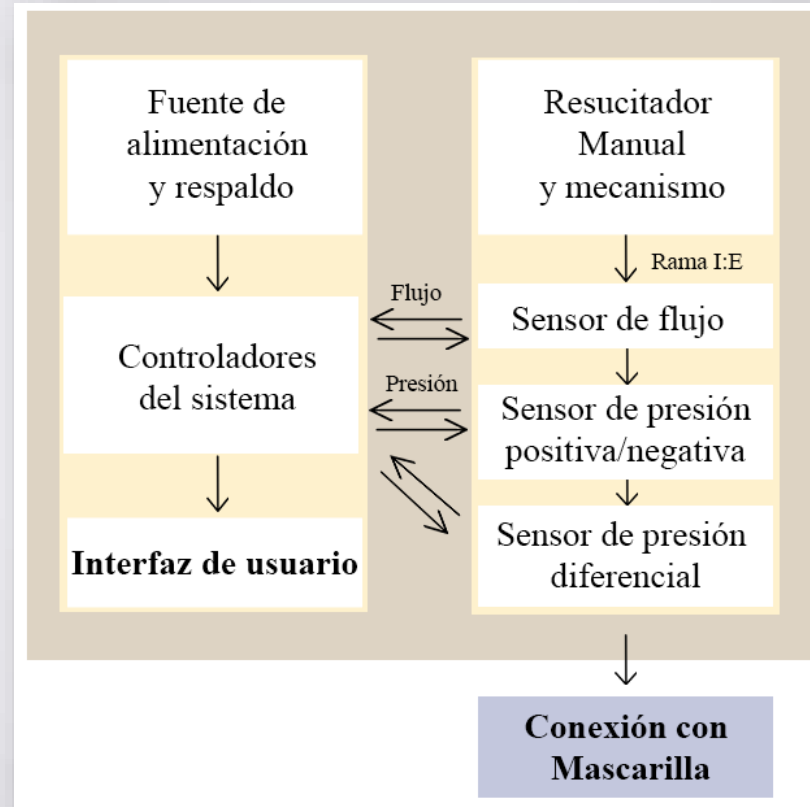 Fuente de
alimentación
y respaldo
Controladores
del sistema
Interfaz de usuario
Flujo
Presión
Resucitador
Manual
y mecanismo
Rama I:E
Sensor de flujo
Sensor de presión
positiva/negativa
Sensor de presión
diferencial
Conexión con
Mascarilla